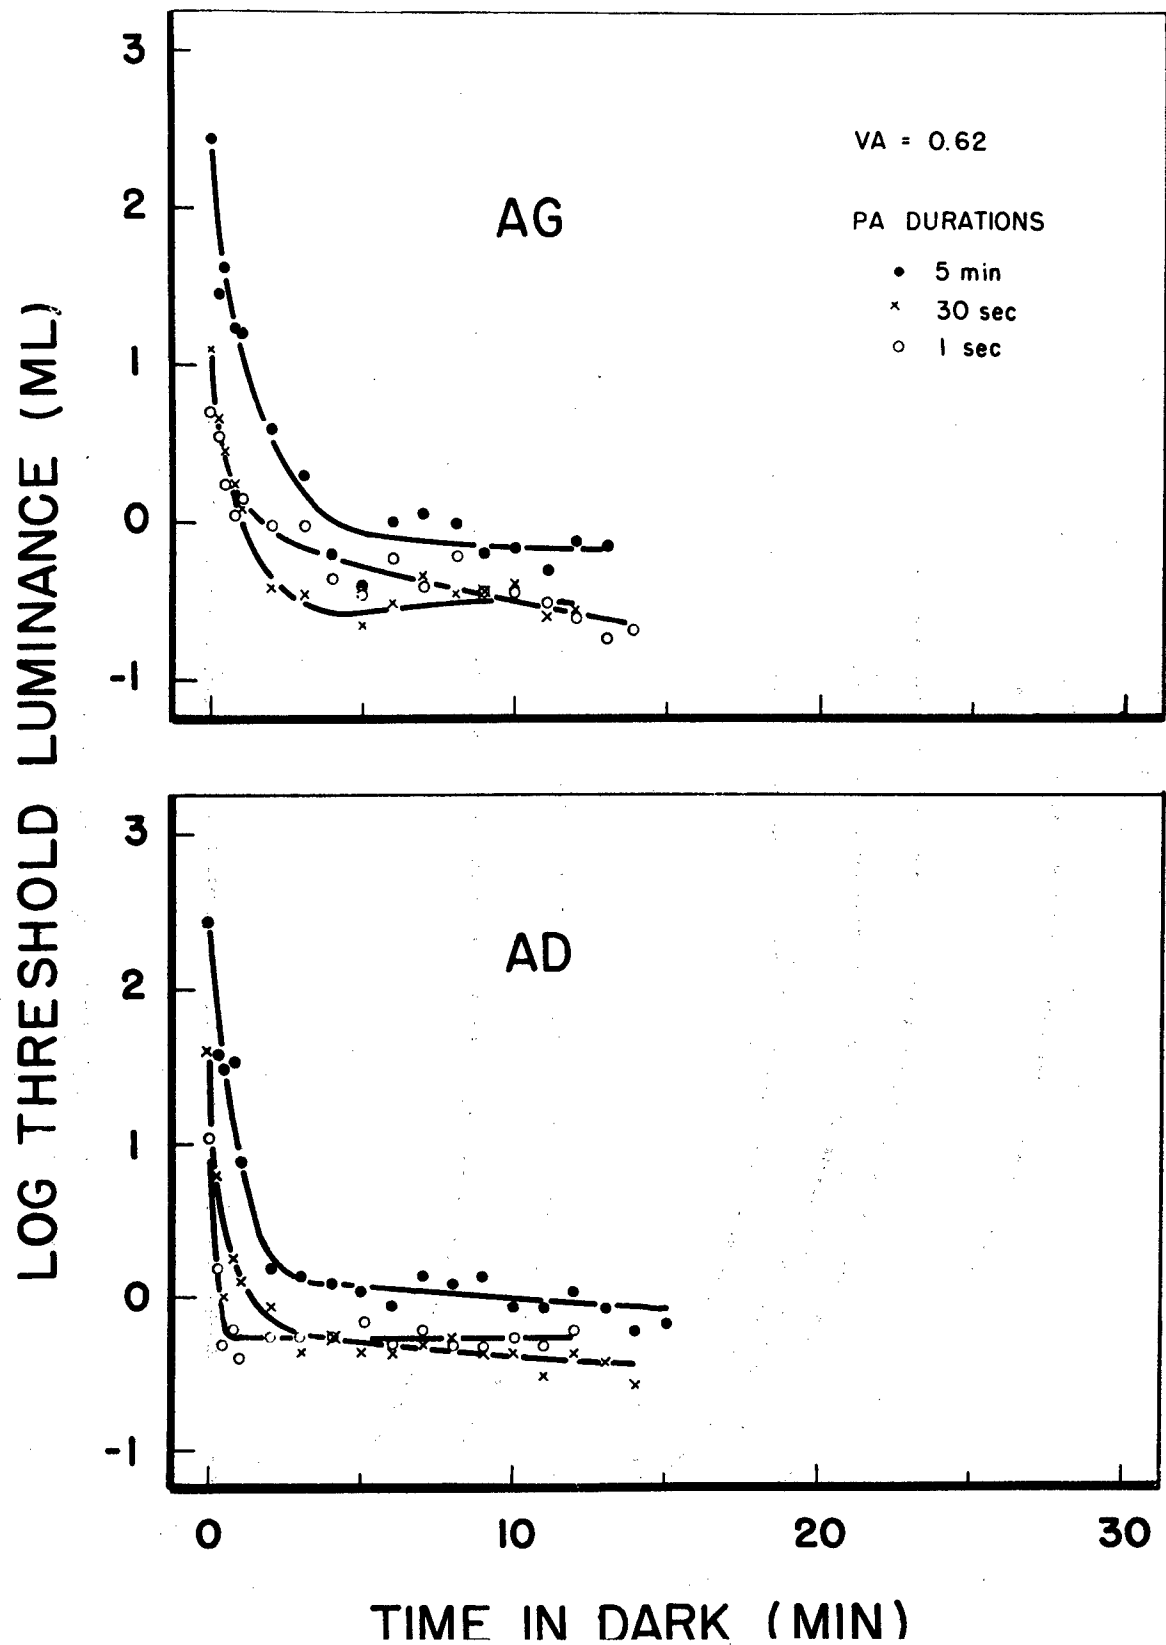 LOG THRESHOLD LUMINANCE (ML)
3
2
1
0
-1
AG
VA = 0.62
PA DURATIONS
5 min
30 sec
1 sec
3
2
1
0
-1
AD
0 10 20 30
TIME IN DARK (MIN)